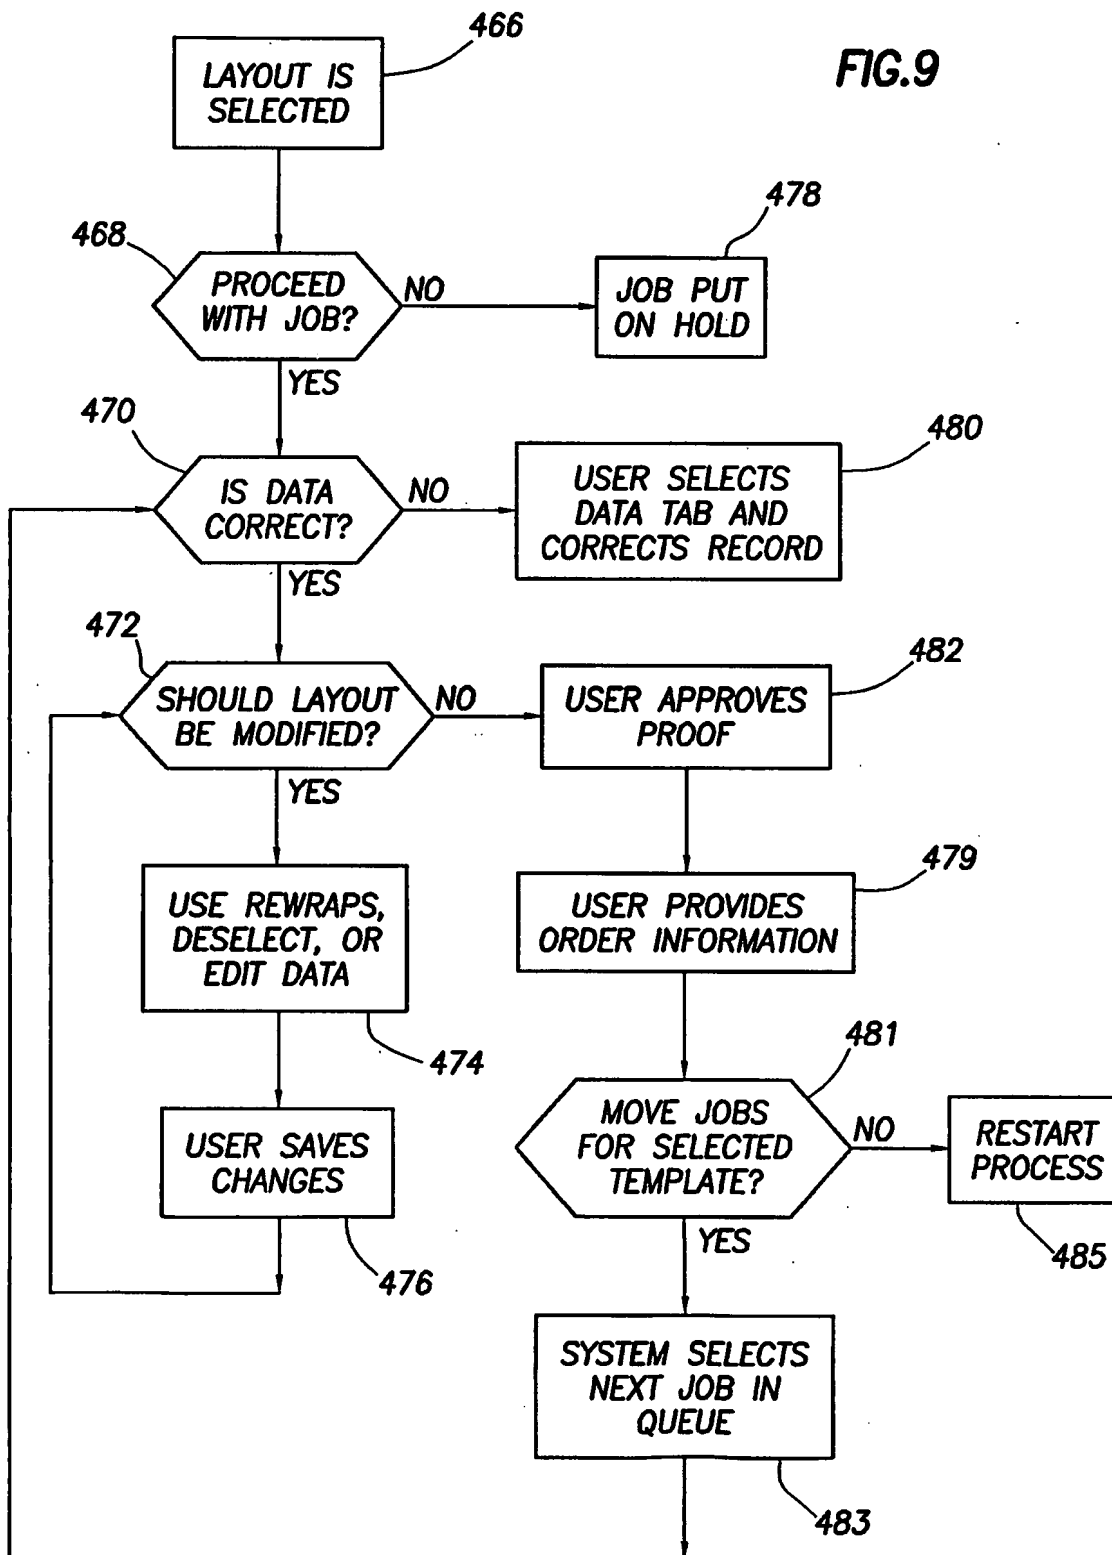 466
FIG.9
LAYOUT IS
SELECTED
478
468
PROCEED
WITH JOB?
NO
JOB PUT
ON HOLD
YES
470
480
IS DATA
CORRECT?
NO
USER SELECTS
DATA TAB AND
CORRECTS RECORD
YES
472
482
SHOULD LAYOUT
BE MODIFIED?
NO
USER APPROVES
PROOF
YES
479
USE REWRAPS,
DESELECT, OR
EDIT DATA
USER PROVIDES
ORDER INFORMATION
474
481
MOVE JOBS
FOR SELECTED
TEMPLATE?
NO
RESTART
PROCESS
USER SAVES
CHANGES
YES
485
476
SYSTEM SELECTS
NEXT JOB IN
QUEUE
483